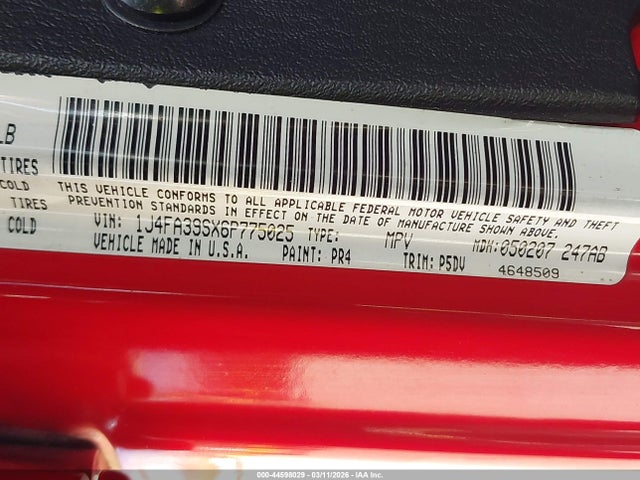 LB
TIRES
COLD
TIRES
COLD
THIS VEHICLE CONFORMS TO ALL APPLICABLE FEDERAL MOTOR VEHICLE SAFETY AND THEFT
PREVENTION STANDARDS IN EFFECT ON THE DATE OF MANUFACTURE SHOWN ABOVE.
VIN: 1J4FA39SX6P775025 TYPE: MPV MDH:050207 247AB
VEHICLE MADE IN U.S.A. PAINT: PR4 TRIM: P5DV 4648509
000-44598029 - 03/11/2026 - IAA Inc.